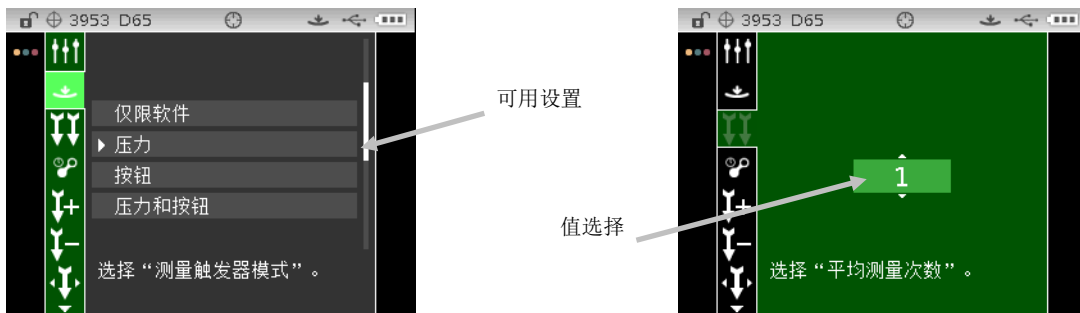 3953 D65
仅限软件
压力
按钮
压力和按钮
选择“测量触发器模式”。
可用设置
值选择
3953 D65
1
选择“平均测量次数”。